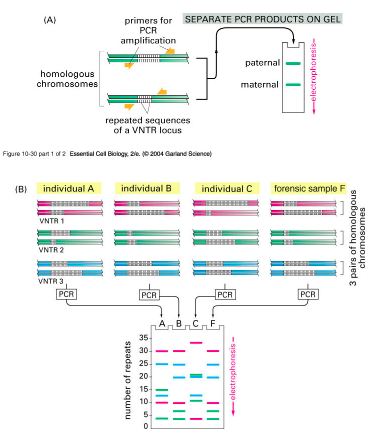 (A)
primers for
PCR
amplification
SEPARATE PCR PRODUCTS ON GEL
homologous
chromosomes
paternal
maternal
electrophoresis
repeated sequences
of a VNTR locus
Figure 10-30 part 1 of 2 Essential Cell Biology, 2/e. (© 2004 Garland Science)
(B)
individual A
individual B
individual C
forensic sample F
VNTR 1
VNTR 2
VNTR 3
3 pairs of homologous
chromosomes
PCR
PCR
PCR
PCR
A B C F
number of repeats
35
30
25
20
15
10
5
0
electrophoresis